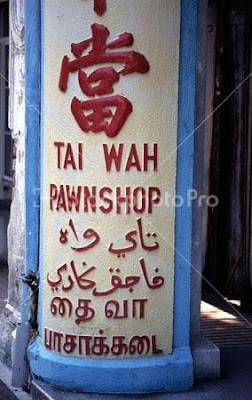 當
TAI WAH
PAWNSHOP
تاي واه
فاجق كادي
தை வா
பாசாக்கடை